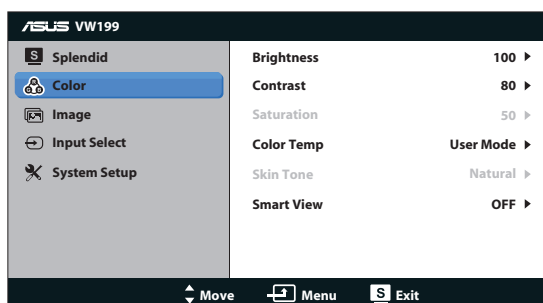 ASUS VW199
S Splendid
Color
Image
Input Select
System Setup
Brightness 100
Contrast 80
Saturation 50
Color Temp User Mode
Skin Tone Natural
Smart View OFF
Move Menu S Exit